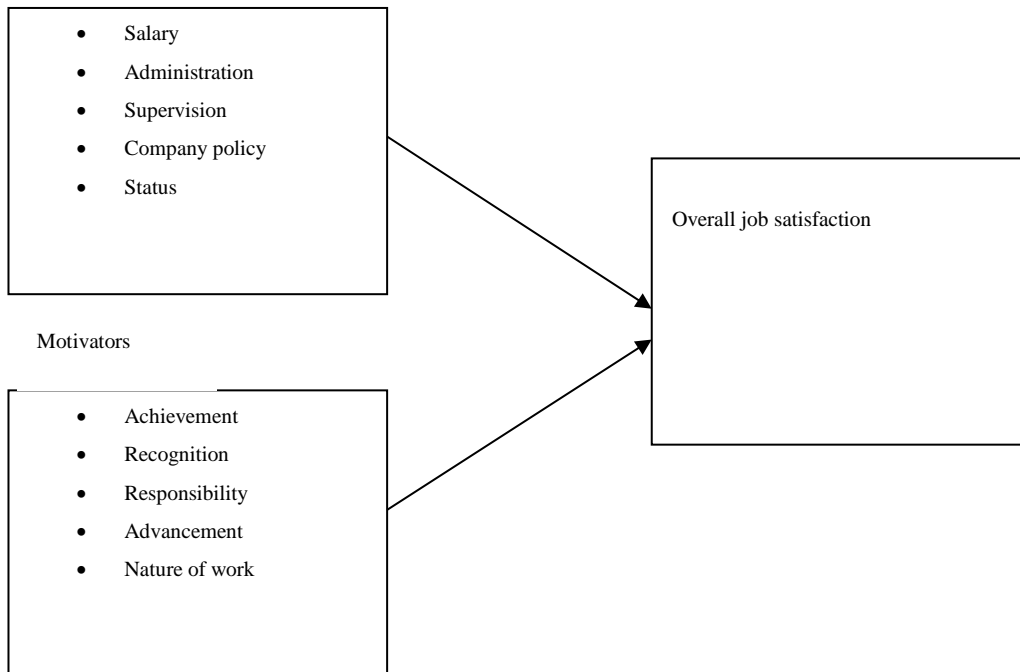 • Salary
• Administration
• Supervision
• Company policy
• Status
Overall job satisfaction
Motivators
• Achievement
• Recognition
• Responsibility
• Advancement
• Nature of work